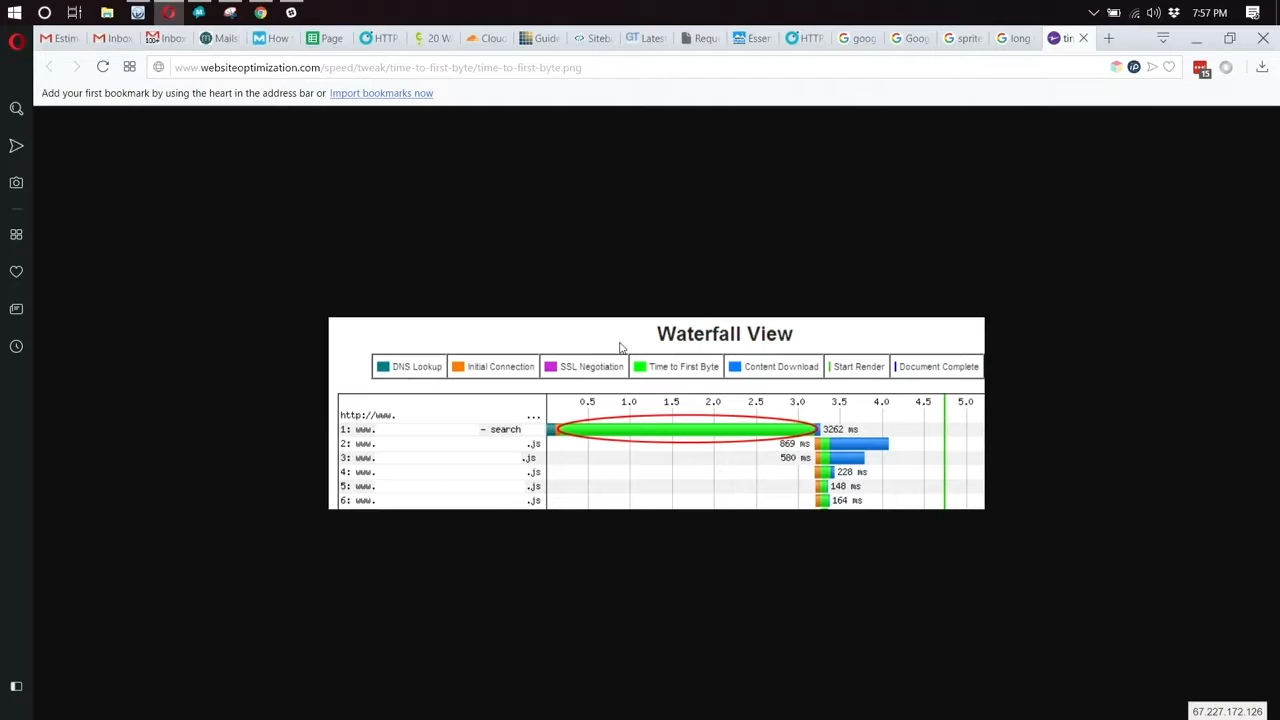 7:57 PM
Estim
Inbox
Inbox
Mails
How
Page
HTTP
20 W
Cloud
Guide
Siteb
Latest
Requ
Essen
HTTP
goog
Goog
sprite
long
tin
www.websiteoptimization.com/speed/tweak/time-to-first-byte/time-to-first-byte.png
15
Add your first bookmark by using the heart in the address bar or Import bookmarks now
Waterfall View
DNS Lookup Initial Connection SSL Negotiation Time to First Byte Content Download Start Render Document Complete
0.5 1.0 1.5 2.0 2.5 3.0 3.5 4.0 4.5 5.0
http://www. ...
1: www. - search 3262 ms
2: www. .js 869 ms
3: www. .js 580 ms
4: www. .js 228 ms
5: www. .js 148 ms
6: www. .js 164 ms
67.227.172.126